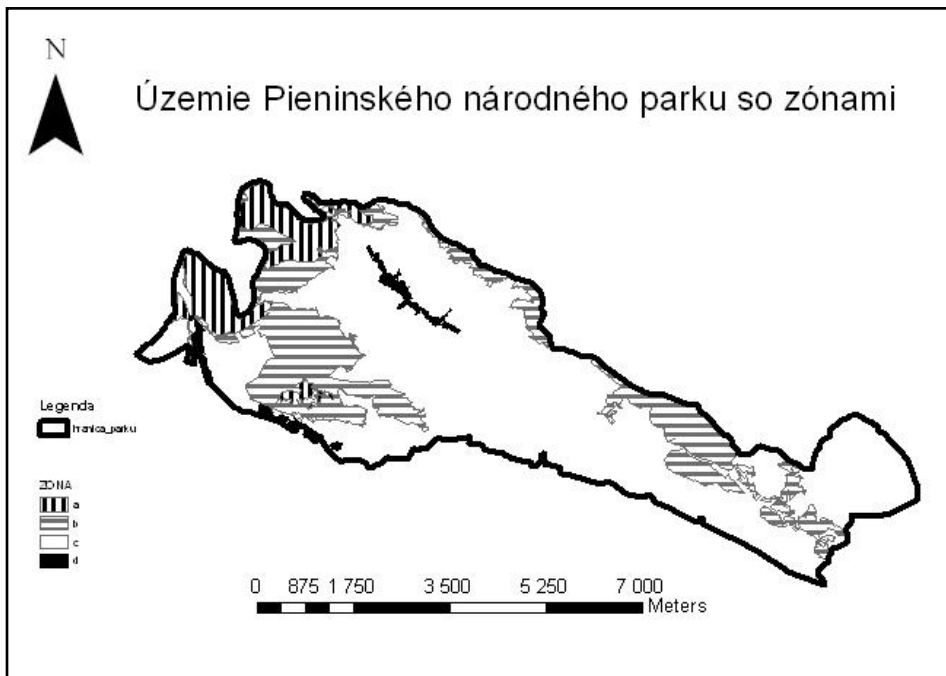 N
Územie Pieninského národného parku so zónami
Legenda
hranica_parku
ZONA
a
b
c
d
0 875 1 750 3 500 5 250 7 000
Meters